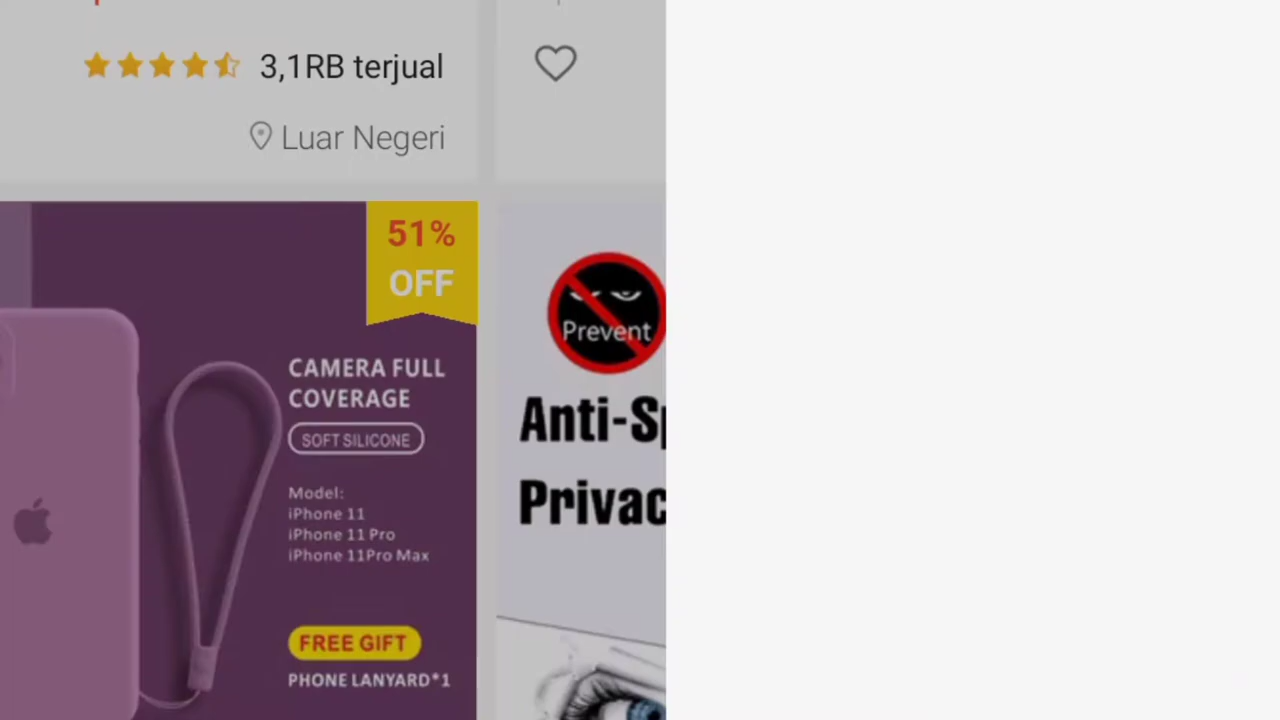 3,1RB terjual
Luar Negeri
51%
OFF
CAMERA FULL
COVERAGE
SOFT SILICONE
Model:
iPhone 11
iPhone 11 Pro
iPhone 11Pro Max
FREE GIFT
PHONE LANYARD*1
Prevent
Anti-Sp
Privac